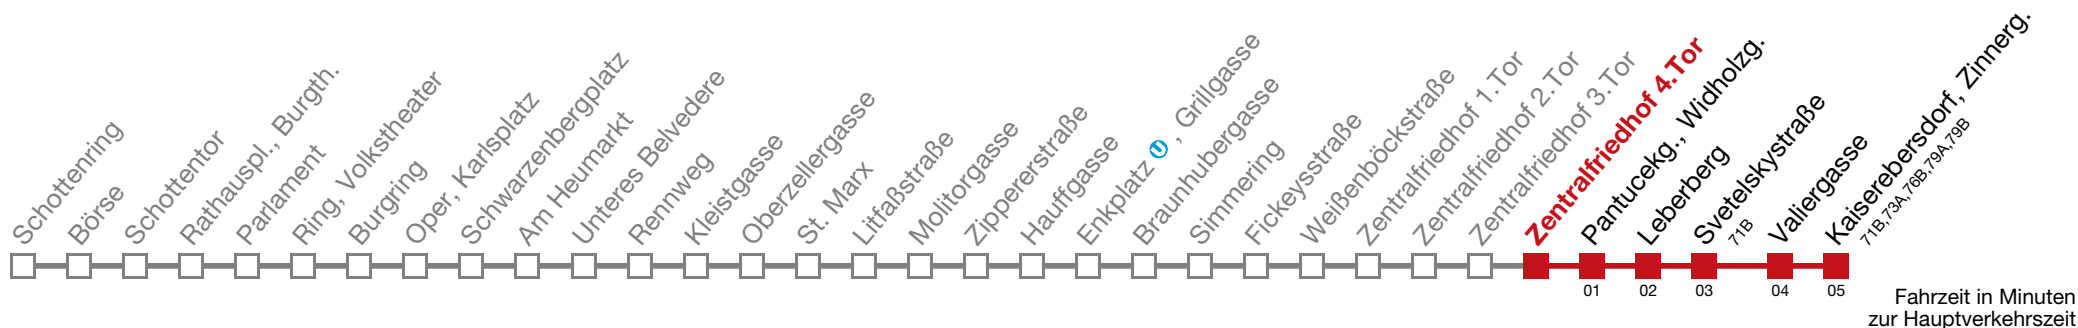 Schottenring
Börse
Schottentor
Rathauspl., Burgth.
Parlament
Ring, Volkstheater
Burgring
Oper, Karlsplatz
Schwarzenbergplatz
Am Heumarkt
Unteres Belvedere
Rennweg
Kleistgasse
Oberzellergasse
St. Marx
Litfaßstraße
Molitorgasse
Zippererstraße
Hauffgasse
Enkplatz U , Grillgasse
Braunhubergasse
Simmering
Fickeysstraße
Weißenböckstraße
Zentralfriedhof 1.Tor
Zentralfriedhof 2.Tor
Zentralfriedhof 3.Tor
Zentralfriedhof 4.Tor
Pantucekg., Widholzg.
Leberberg
Svetelskystraße
71B
Valiergasse
Kaiserebersdorf, Zinnerg.
71B,73A,76B,79A,79B
01
02
03
04
05
Fahrzeit in Minuten
zur Hauptverkehrszeit